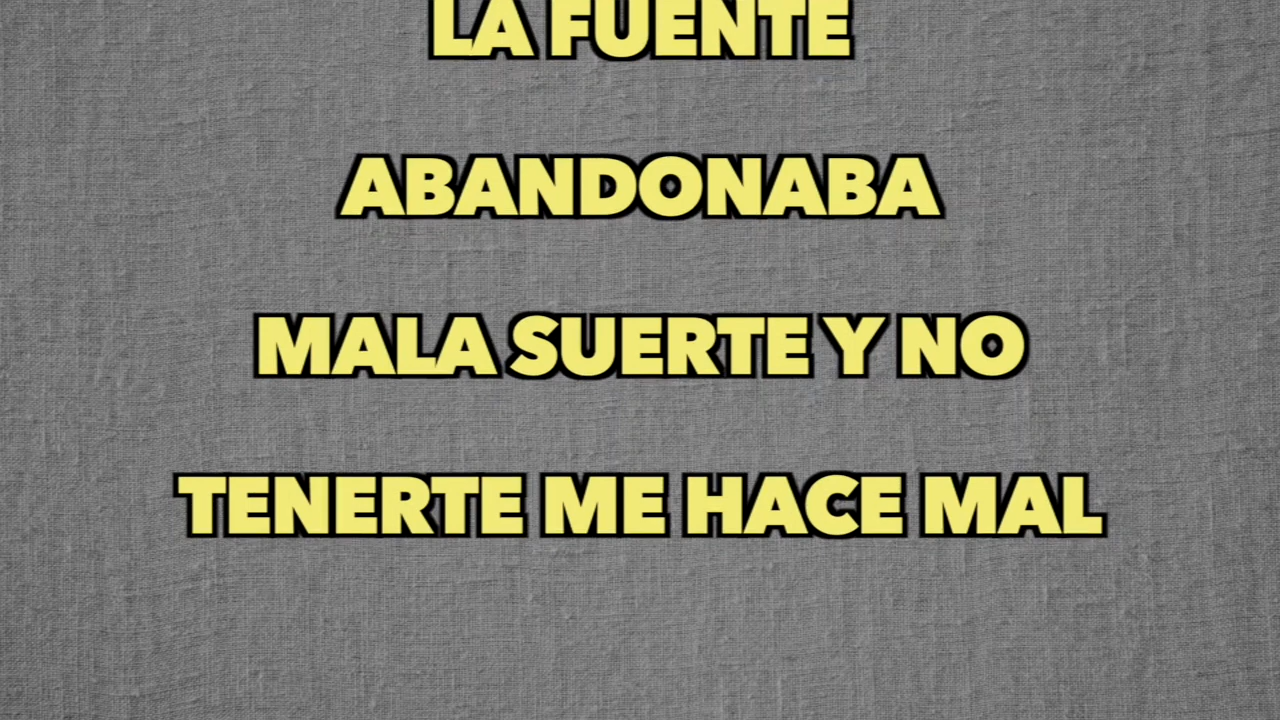 LA FUENTE
ABANDONABA
MALA SUERTE Y NO
TENERTE ME HACE MAL